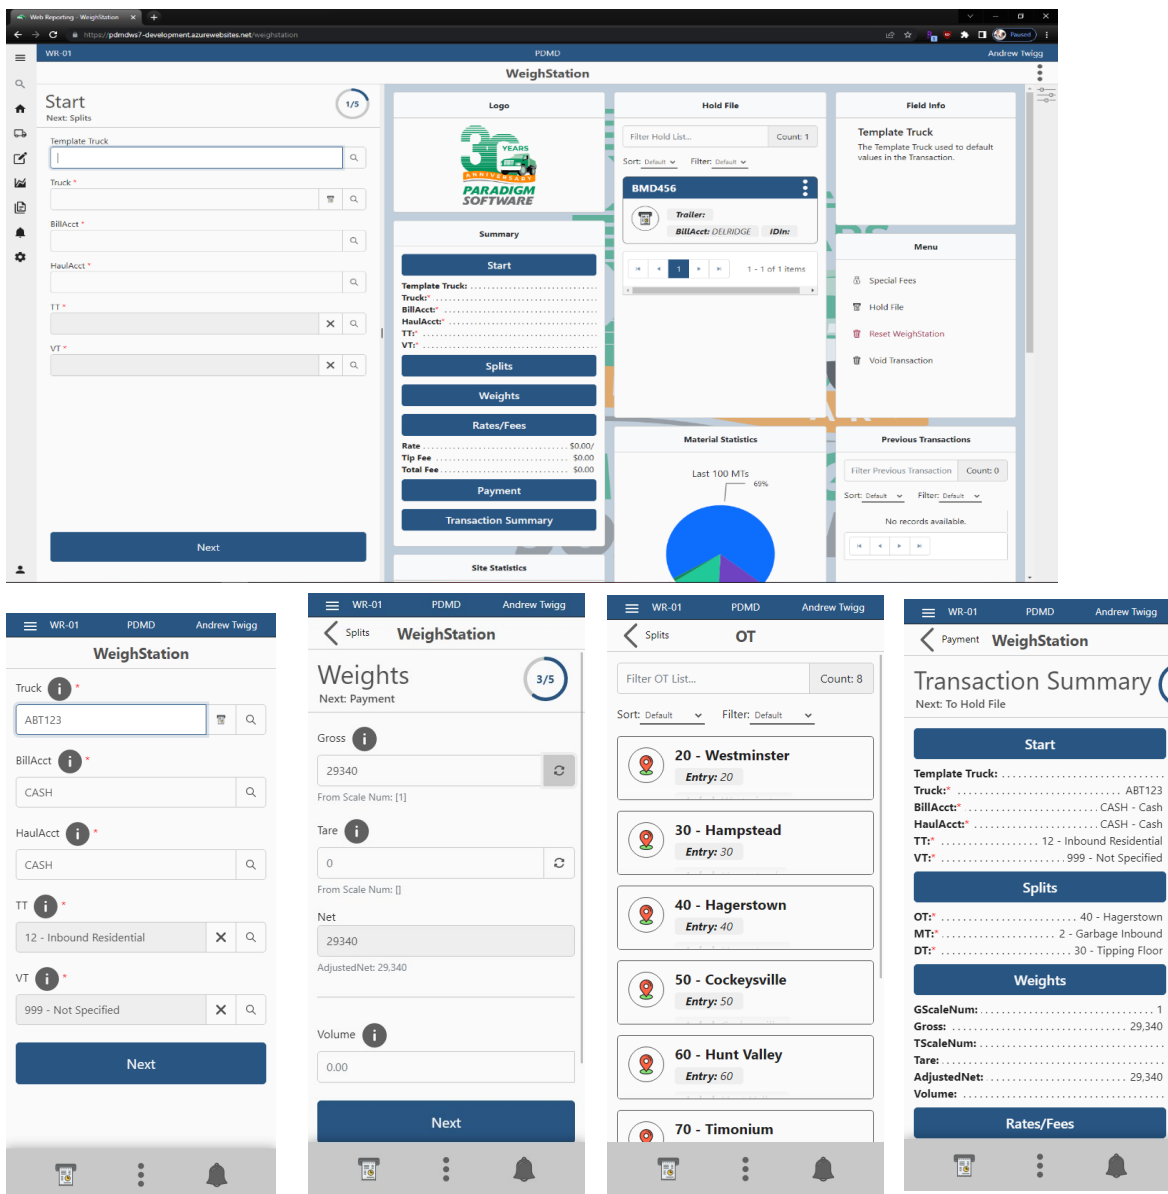 Web Reporting - WeighStation
https://pdmdws7-development.azurewebsites.net/weighstation
Paused
WR-01 PDMD Andrew Twigg
WeighStation
Start
Next: Splits
1/5
Template Truck
Truck *
BillAcct *
HaulAcct *
TT *
VT *
Next
Logo
30
YEARS
ANNIVERSARY
PARADIGM
SOFTWARE
Summary
Start
Template Truck:
Truck:*
BillAcct:*
HaulAcct:*
TT:*
VT:*
Splits
Weights
Rates/Fees
Rate $0.00/
Tip Fee $0.00
Total Fee $0.00
Payment
Transaction Summary
Site Statistics
Hold File
Filter Hold List... Count: 1
Sort: Default Filter: Default
BMD456
Trailer:
BillAcct: DELRIDGE IDIn:
1 1 - 1 of 1 items
Material Statistics
Last 100 MTs
69%
Field Info
Template Truck
The Template Truck used to default
values in the Transaction.
Menu
Special Fees
Hold File
Reset WeighStation
Void Transaction
Previous Transactions
Filter Previous Transaction Count: 0
Sort: Default Filter: Default
No records available.
WR-01 PDMD Andrew Twigg
WeighStation
Truck *
ABT123
BillAcct *
CASH
HaulAcct *
CASH
TT *
12 - Inbound Residential
VT *
999 - Not Specified
Next
WR-01 PDMD Andrew Twigg
Splits WeighStation
Weights
Next: Payment
3/5
Gross
29340
From Scale Num: [1]
Tare
0
From Scale Num: []
Net
29340
AdjustedNet: 29,340
Volume
0.00
Next
WR-01 PDMD Andrew Twigg
Splits OT
Filter OT List... Count: 8
Sort: Default Filter: Default
20 - Westminster
Entry: 20
30 - Hampstead
Entry: 30
40 - Hagerstown
Entry: 40
50 - Cockeysville
Entry: 50
60 - Hunt Valley
Entry: 60
70 - Timonium
WR-01 PDMD Andrew Twigg
Payment WeighStation
Transaction Summary
Next: To Hold File
Start
Template Truck:
Truck:* ABT123
BillAcct:* CASH - Cash
HaulAcct:* CASH - Cash
TT:* 12 - Inbound Residential
VT:* 999 - Not Specified
Splits
OT:* 40 - Hagerstown
MT:* 2 - Garbage Inbound
DT:* 30 - Tipping Floor
Weights
GScaleNum: 1
Gross: 29,340
TScaleNum:
Tare:
AdjustedNet: 29,340
Volume:
Rates/Fees